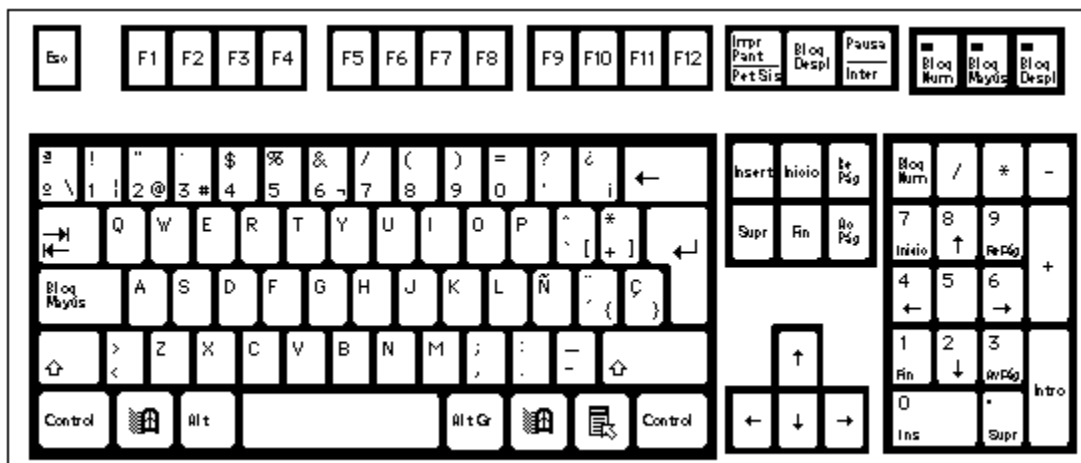 Esc F1 F2 F3 F4 F5 F6 F7 F8 F9 F10 F11 F12 Impr Pant PetSis Bloq Despl Pausa Inter Bloq Num Bloq Mayús Bloq Despl
ª ! " · $ % & / ( ) = ? ¿ ←
º \ 1 ¦ 2 @ 3 # 4 5 6 ¬ 7 8 9 0 ' ¡
Insert Inicio Re Pág Bloq Num / * -
Q W E R T Y U I O P ^ ` [ * + ]
Supr Fin Av Pág 7 Inicio 8 ↑ 9 RePág +
Bloq Mayús A S D F G H J K L Ñ ¨ ´ { Ç }
4 ← 5 6 → 
> < Z X C V B N M ; , : . _ -
↑ 1 Fin 2 ↓ 3 AvPág Intro
Control Alt Alt Gr Control
← ↓ → 0 Ins . Supr